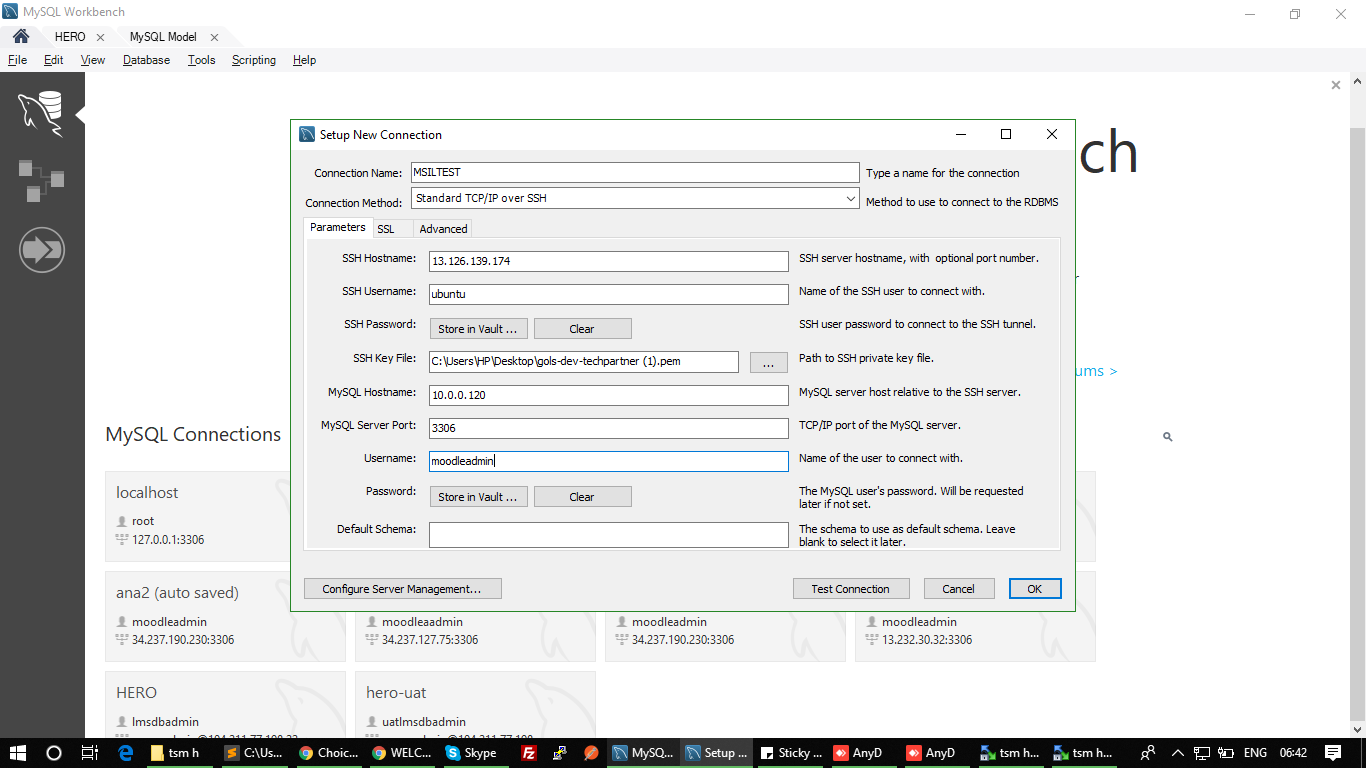 MySQL Workbench
HERO
MySQL Model
File Edit View Database Tools Scripting Help
ch
Setup New Connection
Connection Name: MSILTEST Type a name for the connection
Connection Method: Standard TCP/IP over SSH Method to use to connect to the RDBMS
Parameters SSL Advanced
SSH Hostname: 13.126.139.174 SSH server hostname, with optional port number.
SSH Username: ubuntu Name of the SSH user to connect with.
SSH Password: Store in Vault ... Clear SSH user password to connect to the SSH tunnel.
SSH Key File: C:\Users\HP\Desktop\gols-dev-techpartner (1).pem ... Path to SSH private key file.
ums >
MySQL Hostname: 10.0.0.120 MySQL server host relative to the SSH server.
MySQL Server Port: 3306 TCP/IP port of the MySQL server.
Username: moodleadmin Name of the user to connect with.
Password: Store in Vault ... Clear The MySQL user's password. Will be requested
later if not set.
Default Schema: The schema to use as default schema. Leave
blank to select it later.
Configure Server Management... Test Connection Cancel OK
MySQL Connections
localhost
root
127.0.0.1:3306
ana2 (auto saved)
moodleadmin moodleaadmin moodleadmin moodleadmin
34.237.190.230:3306 34.237.127.75:3306 34.237.190.230:3306 13.232.30.32:3306
HERO hero-uat
lmsdbadmin uatlmsdbadmin
tsm h C:\Us... Choic... WELC... Skype MySQ... Setup ... Sticky ... AnyD AnyD tsm h... tsm h... ENG 06:42